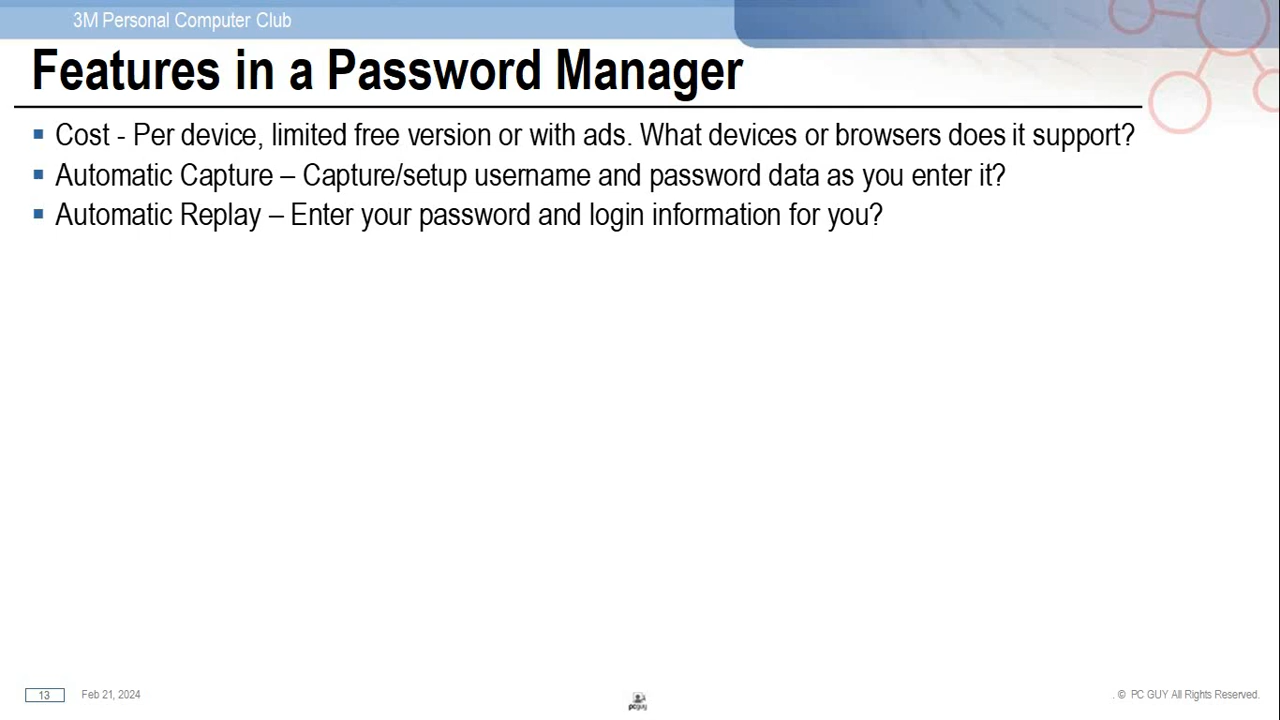 3M Personal Computer Club
Features in a Password Manager
Cost - Per device, limited free version or with ads. What devices or browsers does it support?
Automatic Capture – Capture/setup username and password data as you enter it?
Automatic Replay – Enter your password and login information for you?
13
Feb 21, 2024
pcguy
. © PC GUY All Rights Reserved.